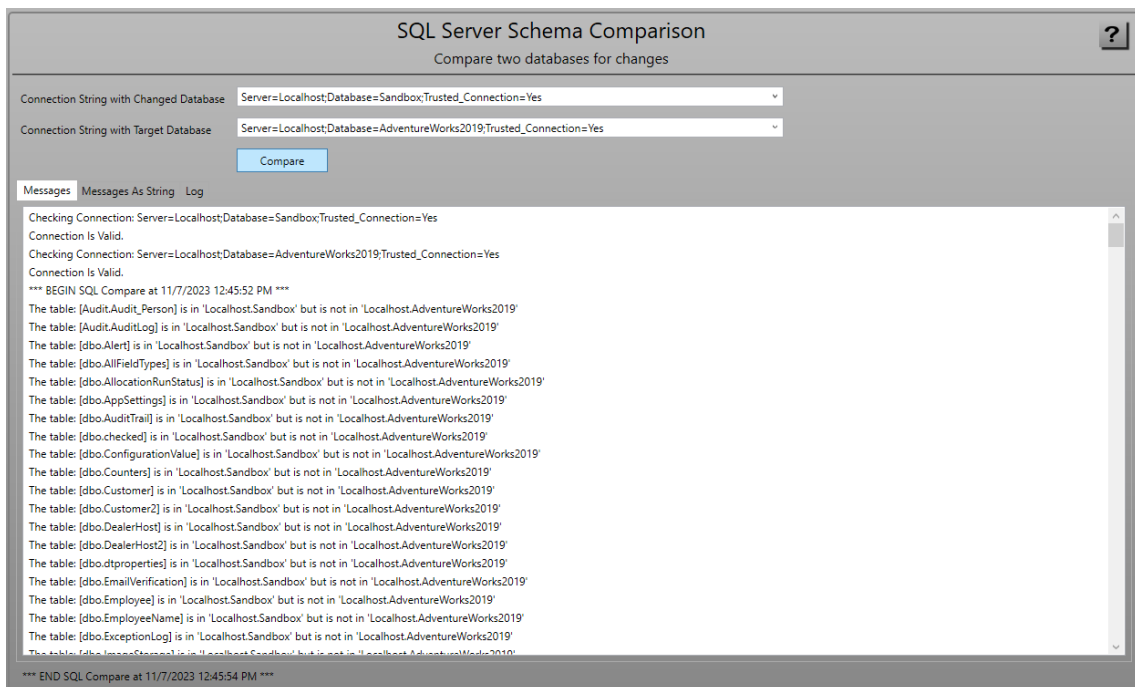 SQL Server Schema Comparison
?
Compare two databases for changes
Connection String with Changed Database
Server=Localhost;Database=Sandbox;Trusted_Connection=Yes
Connection String with Target Database
Server=Localhost;Database=AdventureWorks2019;Trusted_Connection=Yes
Compare
Messages Messages As String Log
Checking Connection: Server=Localhost;Database=Sandbox;Trusted_Connection=Yes
Connection Is Valid.
Checking Connection: Server=Localhost;Database=AdventureWorks2019;Trusted_Connection=Yes
Connection Is Valid.
*** BEGIN SQL Compare at 11/7/2023 12:45:52 PM ***
The table: [Audit.Audit_Person] is in 'Localhost.Sandbox' but is not in 'Localhost.AdventureWorks2019'
The table: [Audit.AuditLog] is in 'Localhost.Sandbox' but is not in 'Localhost.AdventureWorks2019'
The table: [dbo.Alert] is in 'Localhost.Sandbox' but is not in 'Localhost.AdventureWorks2019'
The table: [dbo.AllFieldTypes] is in 'Localhost.Sandbox' but is not in 'Localhost.AdventureWorks2019'
The table: [dbo.AllocationRunStatus] is in 'Localhost.Sandbox' but is not in 'Localhost.AdventureWorks2019'
The table: [dbo.AppSettings] is in 'Localhost.Sandbox' but is not in 'Localhost.AdventureWorks2019'
The table: [dbo.AuditTrail] is in 'Localhost.Sandbox' but is not in 'Localhost.AdventureWorks2019'
The table: [dbo.checked] is in 'Localhost.Sandbox' but is not in 'Localhost.AdventureWorks2019'
The table: [dbo.ConfigurationValue] is in 'Localhost.Sandbox' but is not in 'Localhost.AdventureWorks2019'
The table: [dbo.Counters] is in 'Localhost.Sandbox' but is not in 'Localhost.AdventureWorks2019'
The table: [dbo.Customer] is in 'Localhost.Sandbox' but is not in 'Localhost.AdventureWorks2019'
The table: [dbo.Customer2] is in 'Localhost.Sandbox' but is not in 'Localhost.AdventureWorks2019'
The table: [dbo.DealerHost] is in 'Localhost.Sandbox' but is not in 'Localhost.AdventureWorks2019'
The table: [dbo.DealerHost2] is in 'Localhost.Sandbox' but is not in 'Localhost.AdventureWorks2019'
The table: [dbo.dtproperties] is in 'Localhost.Sandbox' but is not in 'Localhost.AdventureWorks2019'
The table: [dbo.EmailVerification] is in 'Localhost.Sandbox' but is not in 'Localhost.AdventureWorks2019'
The table: [dbo.Employee] is in 'Localhost.Sandbox' but is not in 'Localhost.AdventureWorks2019'
The table: [dbo.EmployeeName] is in 'Localhost.Sandbox' but is not in 'Localhost.AdventureWorks2019'
The table: [dbo.ExceptionLog] is in 'Localhost.Sandbox' but is not in 'Localhost.AdventureWorks2019'
The table: [dbo.ImageStorage] is in 'Localhost.Sandbox' but is not in 'Localhost.AdventureWorks2019'
*** END SQL Compare at 11/7/2023 12:45:54 PM ***